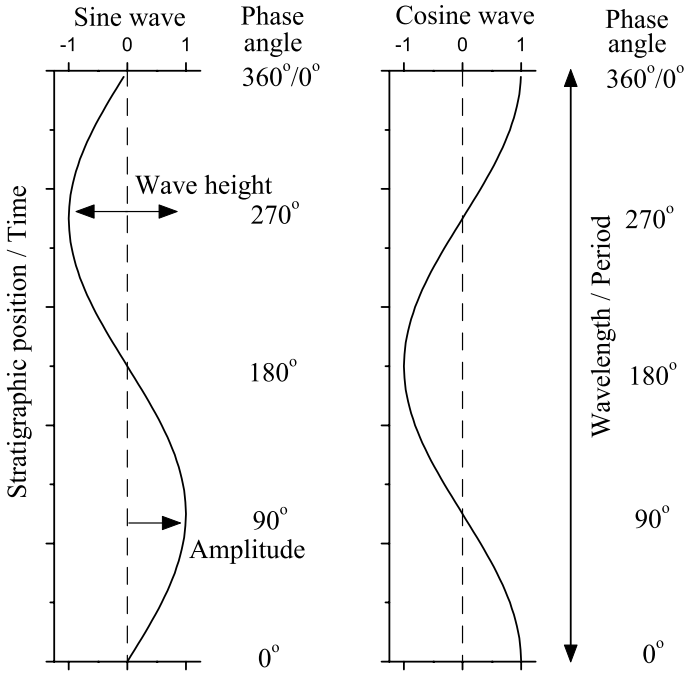 Sine wave
-1 0 1
Phase
angle
360°/0°
Wave height
270°
180°
90°
Amplitude
0°
Stratigraphic position / Time
Cosine wave
-1 0 1
Phase
angle
360°/0°
270°
180°
90°
0°
Wavelength / Period